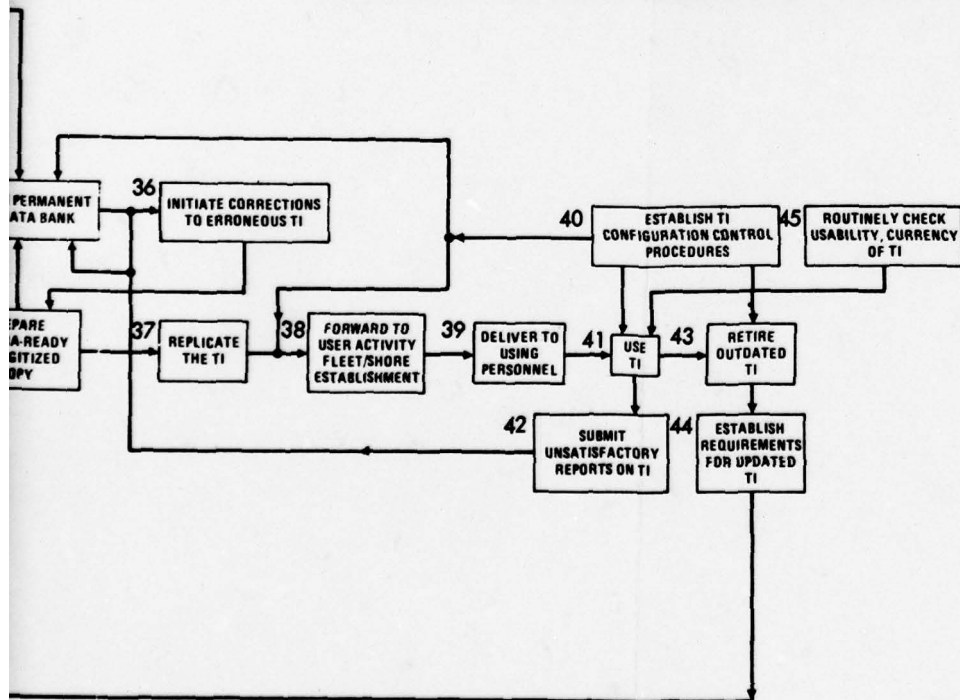 PERMANENT
ATA BANK
36
INITIATE CORRECTIONS
TO ERRONEOUS TI
40
ESTABLISH TI
CONFIGURATION CONTROL
PROCEDURES
45
ROUTINELY CHECK
USABILITY, CURRENCY
OF TI
EPARE
A-READY
GITIZED
OPY
37
REPLICATE
THE TI
38
FORWARD TO
USER ACTIVITY
FLEET/SHORE
ESTABLISHMENT
39
DELIVER TO
USING
PERSONNEL
41
USE
TI
43
RETIRE
OUTDATED
TI
42
SUBMIT
UNSATISFACTORY
REPORTS ON TI
44
ESTABLISH
REQUIREMENTS
FOR UPDATED
TI